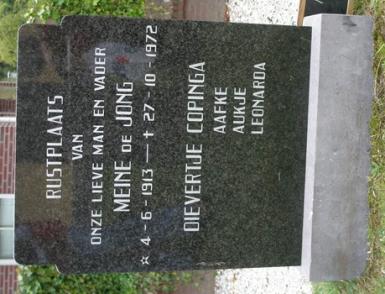 RUSTPLAATS
VAN
ONZE LIEVE MAN EN VADER
MEINE DE JONG
☆ 4-6-1913 — † 27-10-1972
DIEVERTJE COPINGA
AAFKE
AUKJE
LEONARDA